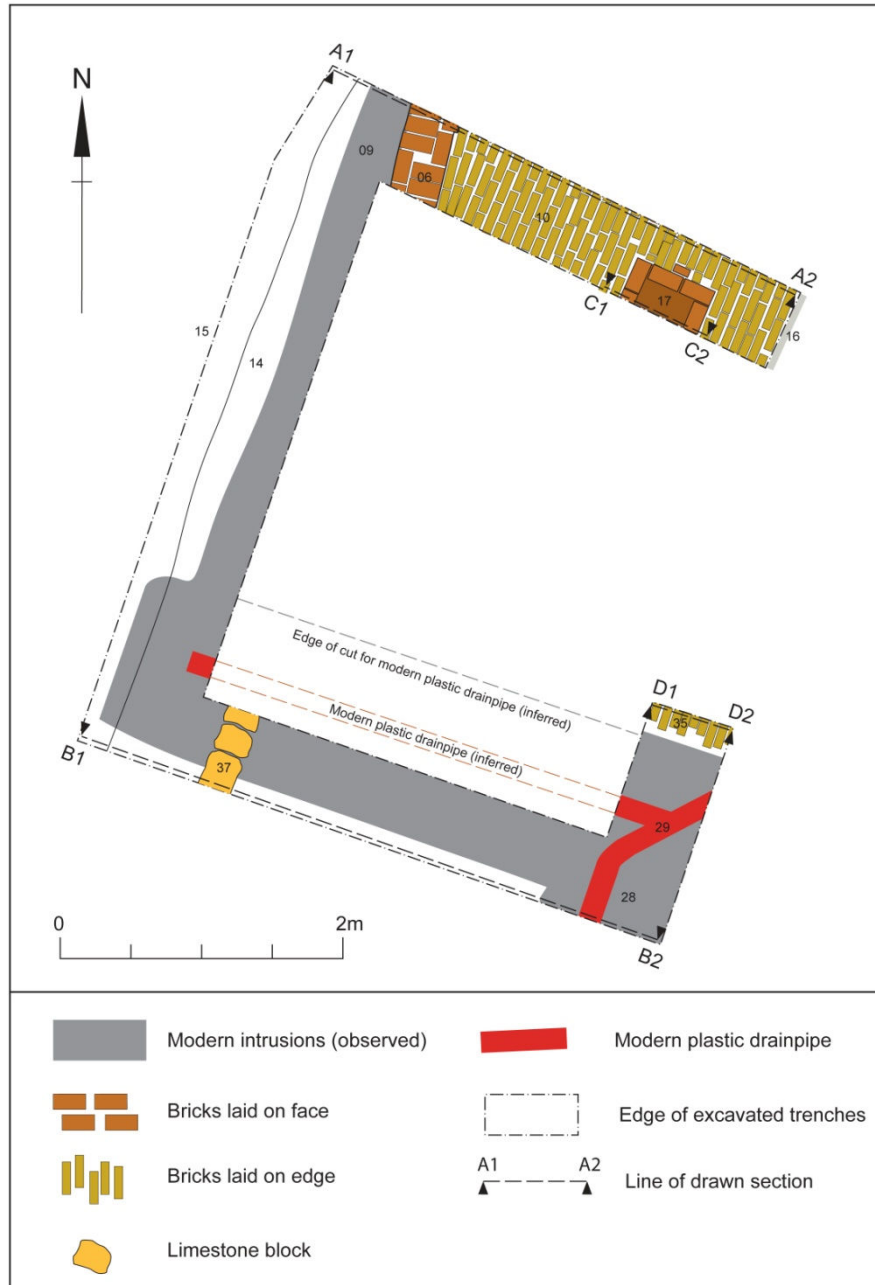 A1
N
09
06
10
A2
C1
17
16
C2
15
14
Edge of cut for modern plastic drainpipe (inferred)
Modern plastic drainpipe (inferred)
D1
35
D2
B1
37
29
28
0
2m
B2
Modern intrusions (observed)
Modern plastic drainpipe
Bricks laid on face
Edge of excavated trenches
Bricks laid on edge
A1
A2
Line of drawn section
Limestone block